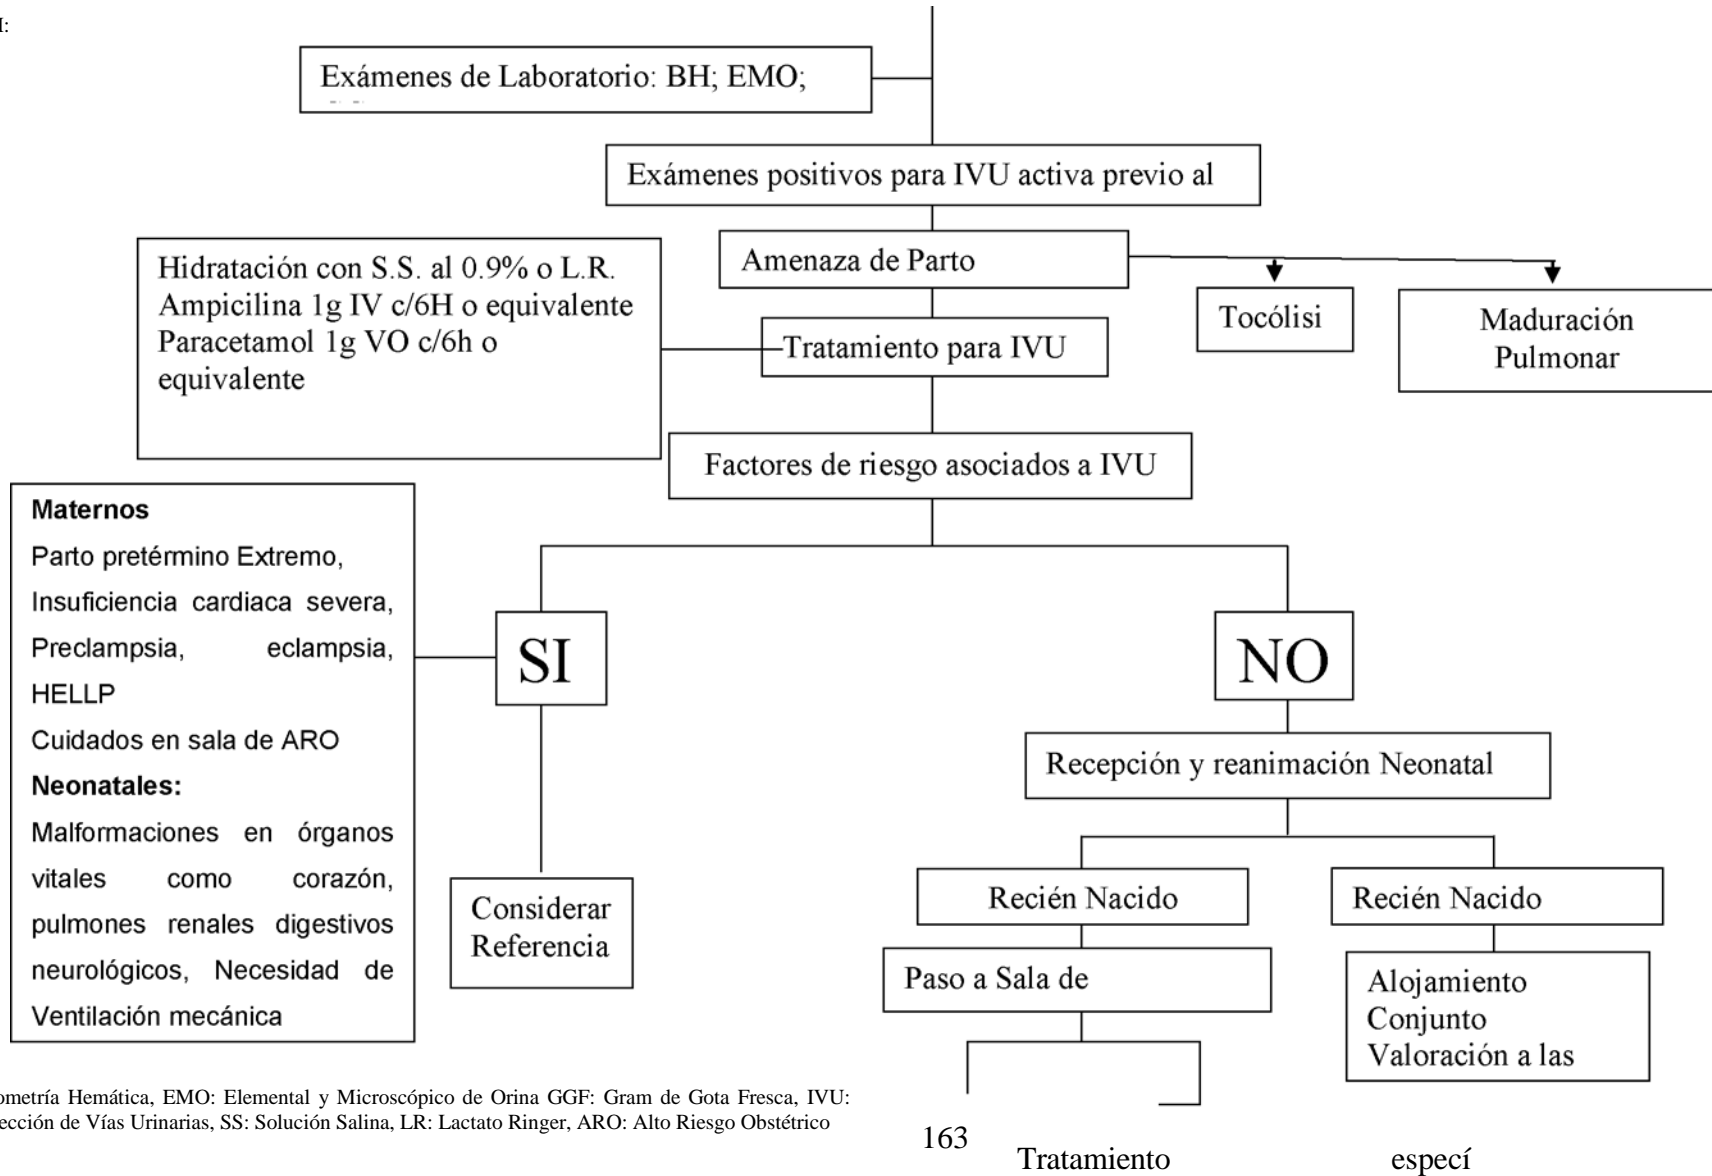 I:
Exámenes de Laboratorio: BH; EMO;
Exámenes positivos para IVU activa previo al
Amenaza de Parto
Hidratación con S.S. al 0.9% o L.R.
Ampicilina 1g IV c/6H o equivalente
Paracetamol 1g VO c/6h o
equivalente
Tocólisi
Maduración
Pulmonar
Tratamiento para IVU
Factores de riesgo asociados a IVU
Maternos
Parto pretérmino Extremo,
Insuficiencia cardiaca severa,
Preclampsia, eclampsia,
HELLP
Cuidados en sala de ARO
Neonatales:
Malformaciones en órganos
vitales como corazón,
pulmones renales digestivos
neurológicos, Necesidad de
Ventilación mecánica
SI
NO
Considerar
Referencia
Recepción y reanimación Neonatal
Recién Nacido
Recién Nacido
Paso a Sala de
Alojamiento
Conjunto
Valoración a las
ometría Hemática, EMO: Elemental y Microscópico de Orina GGF: Gram de Gota Fresca, IVU:
ección de Vías Urinarias, SS: Solución Salina, LR: Lactato Ringer, ARO: Alto Riesgo Obstétrico
163
Tratamiento especí